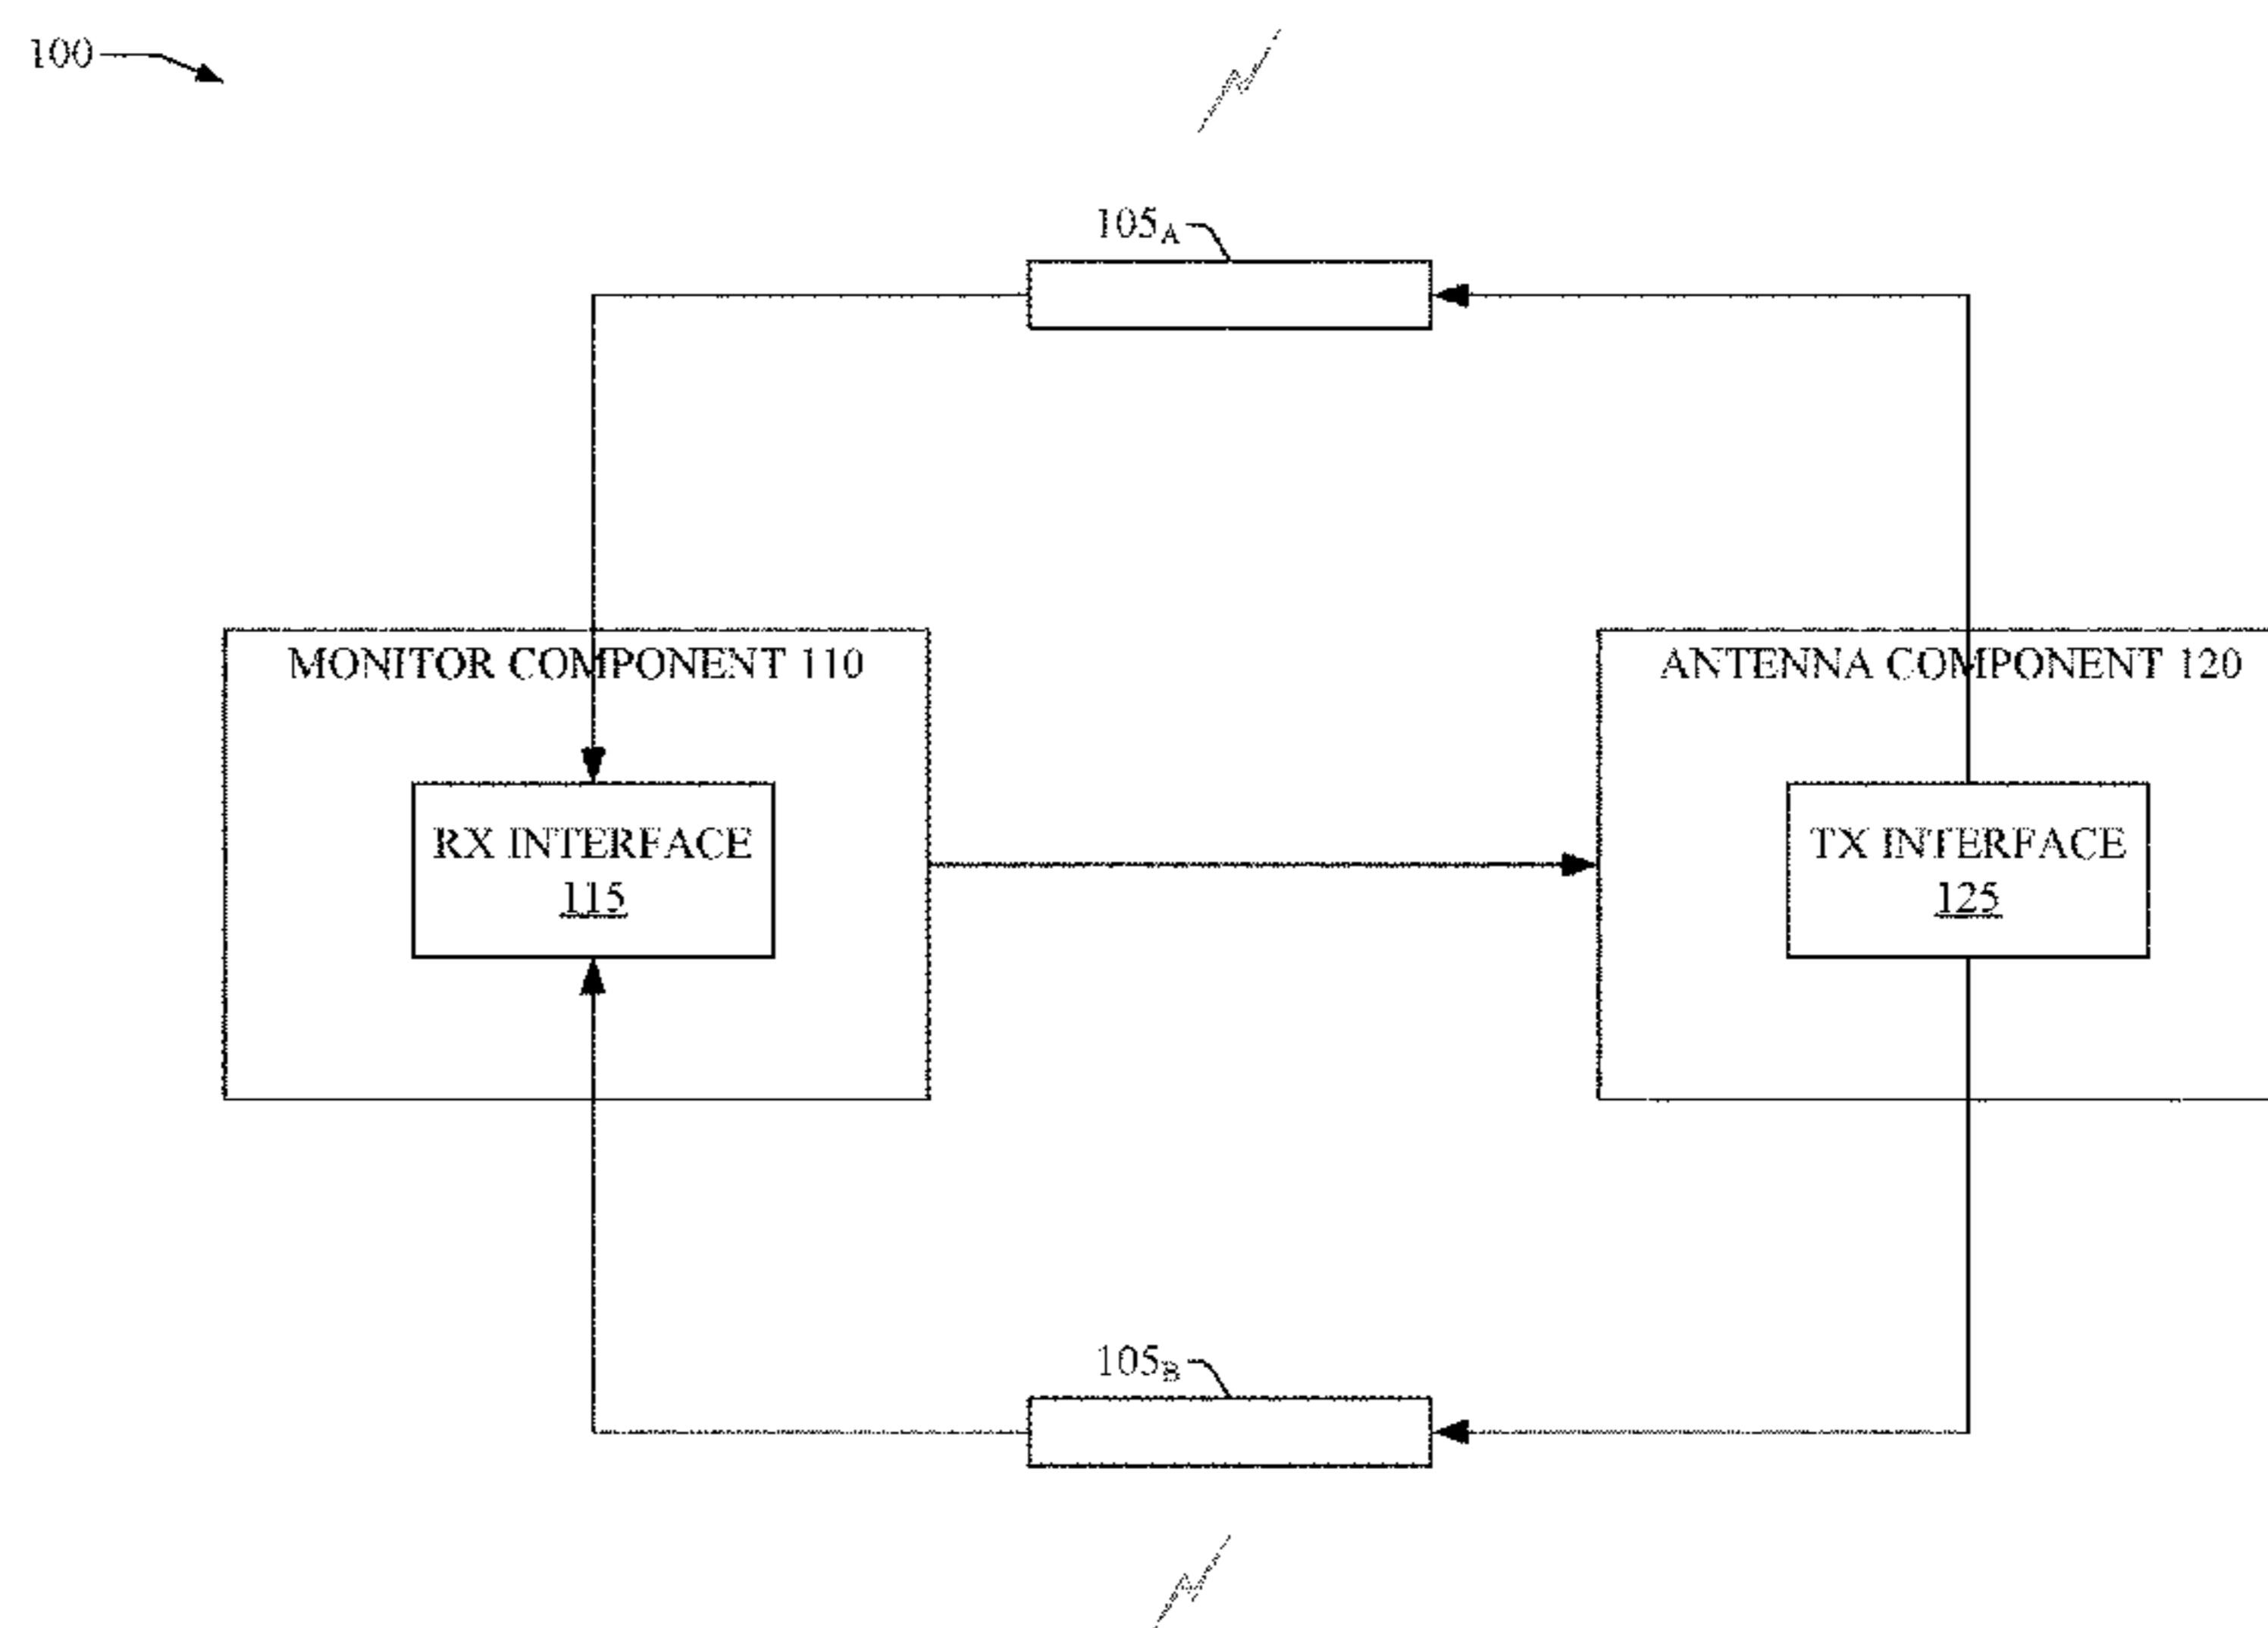 100
105A
MONITOR COMPONENT 110
ANTENNA COMPONENT 120
RX INTERFACE
115
TX INTERFACE
125
105B